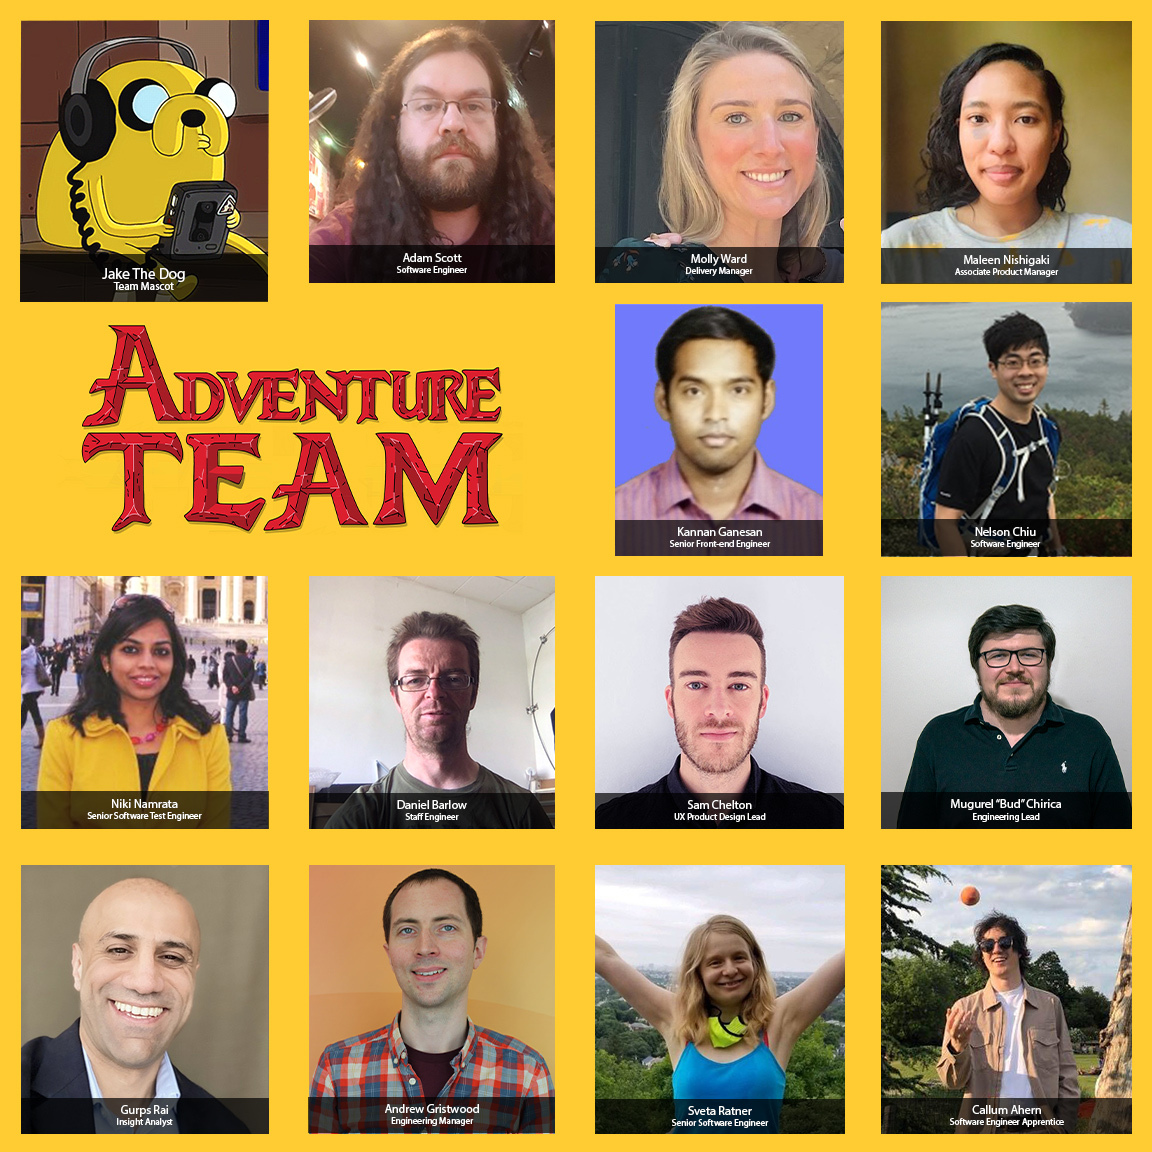 Jake The Dog
Team Mascot
Adam Scott
Software Engineer
Molly Ward
Delivery Manager
Maleen Nishigaki
Associate Product Manager
ADVENTURE
TEAM
Kannan Ganesan
Senior Front-end Engineer
Nelson Chiu
Software Engineer
Niki Namrata
Senior Software Test Engineer
Daniel Barlow
Staff Engineer
Sam Chelton
UX Product Design Lead
Mugurel “Bud” Chirica
Engineering Lead
Gurps Rai
Insight Analyst
Andrew Gristwood
Engineering Manager
Sveta Ratner
Senior Software Engineer
Callum Ahern
Software Engineer Apprentice